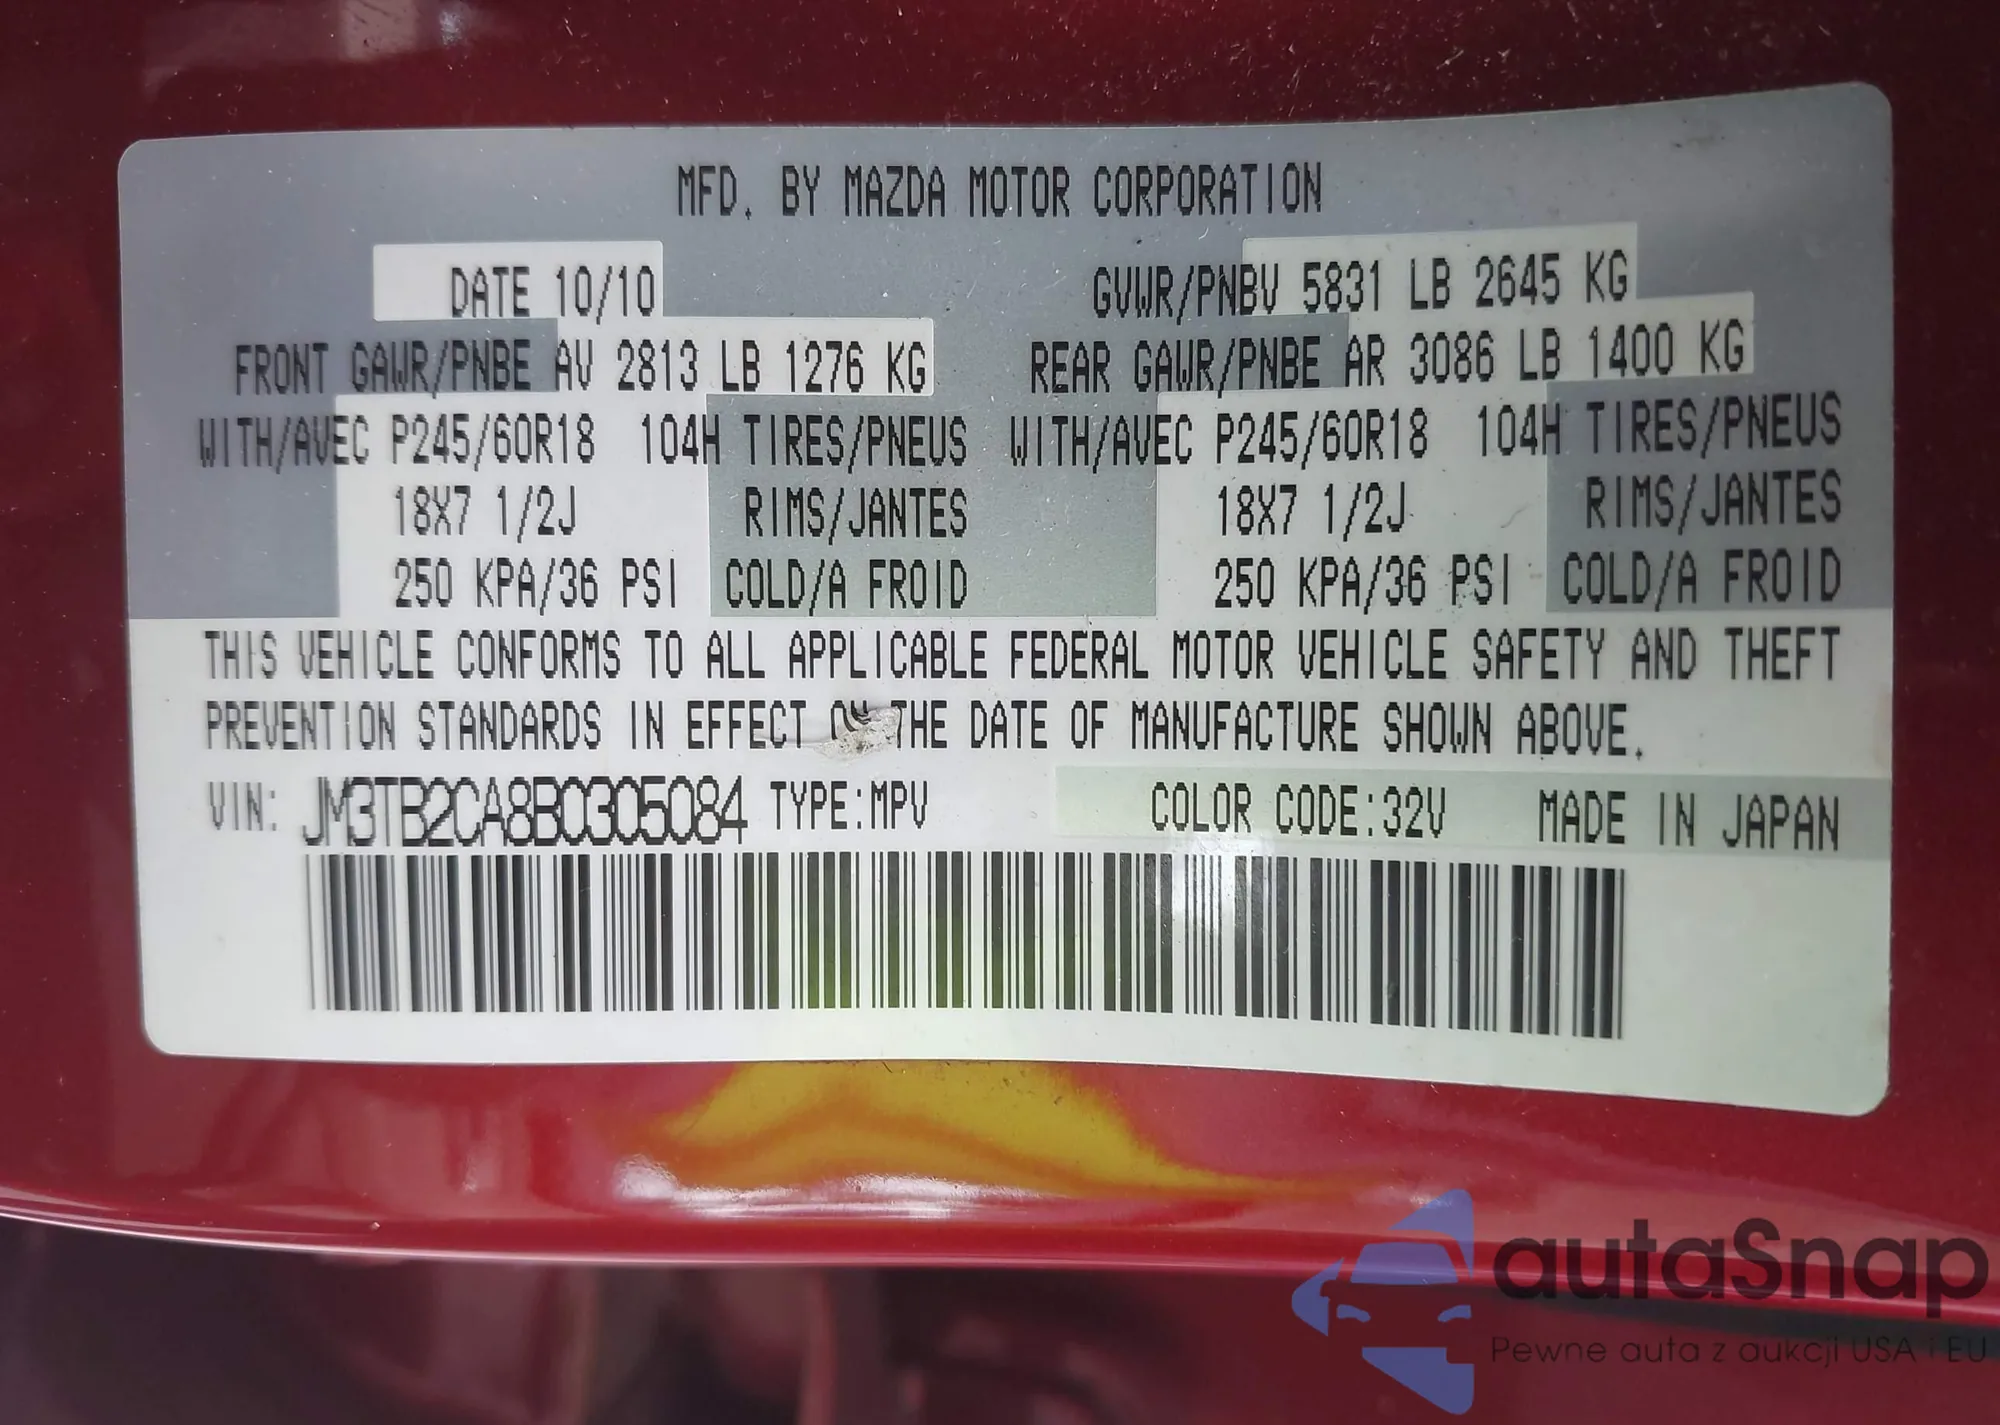 MFD. BY MAZDA MOTOR CORPORATION
DATE 10/10 GVWR/PNBV 5831 LB 2645 KG
FRONT GAWR/PNBE AV 2813 LB 1276 KG REAR GAWR/PNBE AR 3086 LB 1400 KG
WITH/AVEC P245/60R18 104H TIRES/PNEUS WITH/AVEC P245/60R18 104H TIRES/PNEUS
18X7 1/2J RIMS/JANTES 18X7 1/2J RIMS/JANTES
250 KPA/36 PSI COLD/A FROID 250 KPA/36 PSI COLD/A FROID
THIS VEHICLE CONFORMS TO ALL APPLICABLE FEDERAL MOTOR VEHICLE SAFETY AND THEFT
PREVENTION STANDARDS IN EFFECT ON THE DATE OF MANUFACTURE SHOWN ABOVE.
VIN: JM3TB2CA8B0305084 TYPE:MPV COLOR CODE:32V MADE IN JAPAN
autaSnap
Pewne auta z aukcji USA i EU